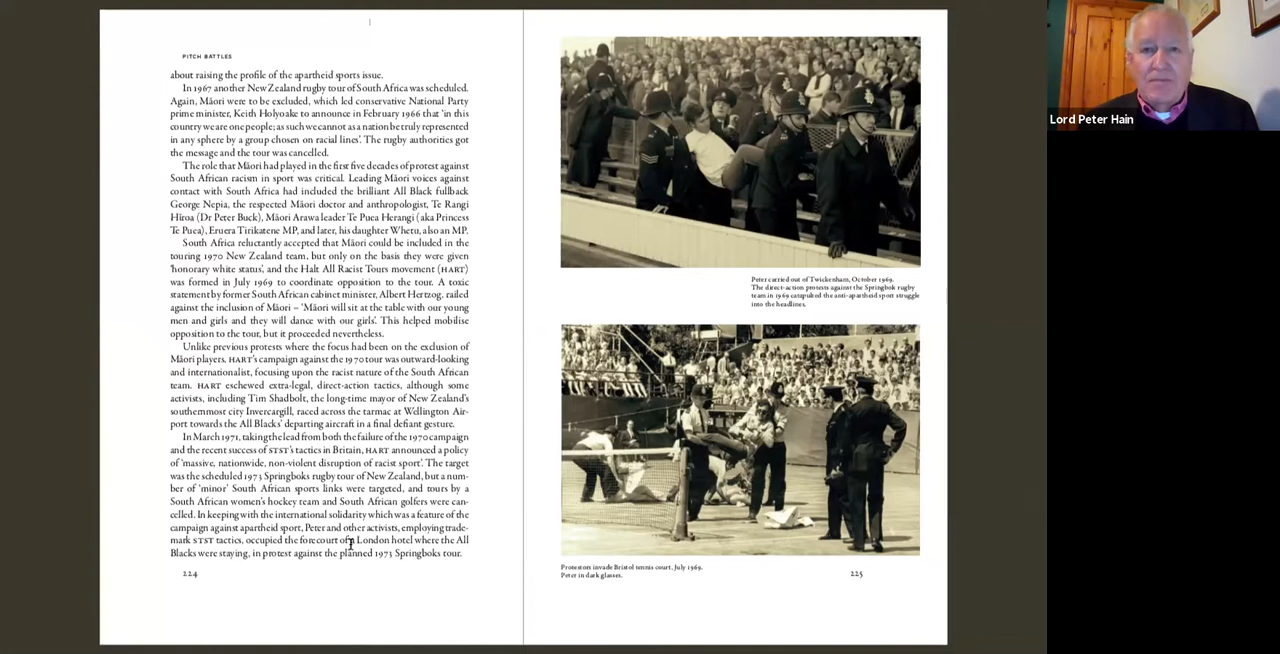 PITCH BATTLES
about raising the profile of the apartheid sports issue.
In 1967 another New Zealand rugby tour of South Africa was scheduled.
Again, Māori were to be excluded, which led conservative National Party
prime minister, Keith Holyoake to announce in February 1966 that ‘in this
country we are one people; as such we cannot as a nation be truly represented
in any sphere by a group chosen on racial lines’. The rugby authorities got
the message and the tour was cancelled.
The role that Māori had played in the first five decades of protest against
South African racism in sport was critical. Leading Māori voices against
contact with South Africa had included the brilliant All Black fullback
George Nepia, the respected Māori doctor and anthropologist, Te Rangi
Hīroa (Dr Peter Buck), Māori Arawa leader Te Puea Herangi (aka Princess
Te Puea), Eruera Tirikatene MP, and later, his daughter Whetu, also an MP.
South Africa reluctantly accepted that Māori could be included in the
touring 1970 New Zealand team, but only on the basis they were given
‘honorary white status’, and the Halt All Racist Tours movement (HART)
was formed in July 1969 to coordinate opposition to the tour. A toxic
statement by former South African cabinet minister, Albert Hertzog, railed
against the inclusion of Māori – ‘Māori will sit at the table with our young
men and girls and they will dance with our girls’. This helped mobilise
opposition to the tour, but it proceeded nevertheless.
Unlike previous protests where the focus had been on the exclusion of
Māori players, HART’s campaign against the 1970 tour was outward-looking
and internationalist, focusing upon the racist nature of the South African
team. HART eschewed extra-legal, direct-action tactics, although some
activists, including Tim Shadbolt, the long-time mayor of New Zealand’s
southernmost city Invercargill, raced across the tarmac at Wellington Air-
port towards the All Blacks’ departing aircraft in a final defiant gesture.
In March 1971, taking the lead from both the failure of the 1970 campaign
and the recent success of STST’s tactics in Britain, HART announced a policy
of ‘massive, nationwide, non-violent disruption of racist sport’. The target
was the scheduled 1973 Springboks rugby tour of New Zealand, but a num-
ber of ‘minor’ South African sports links were targeted, and tours by a
South African women’s hockey team and South African golfers were can-
celled. In keeping with the international solidarity which was a feature of the
campaign against apartheid sport, Peter and other activists, employing trade-
mark STST tactics, occupied the forecourt of a London hotel where the All
Blacks were staying, in protest against the planned 1973 Springboks tour.
224
Peter carried out of Twickenham, October 1969.
The direct-action protests against the Springbok rugby
team in 1969 catapulted the anti-apartheid sport struggle
into the headlines.
Protestors invade Bristol tennis court, July 1969.
Peter in dark glasses.
225
Lord Peter Hain